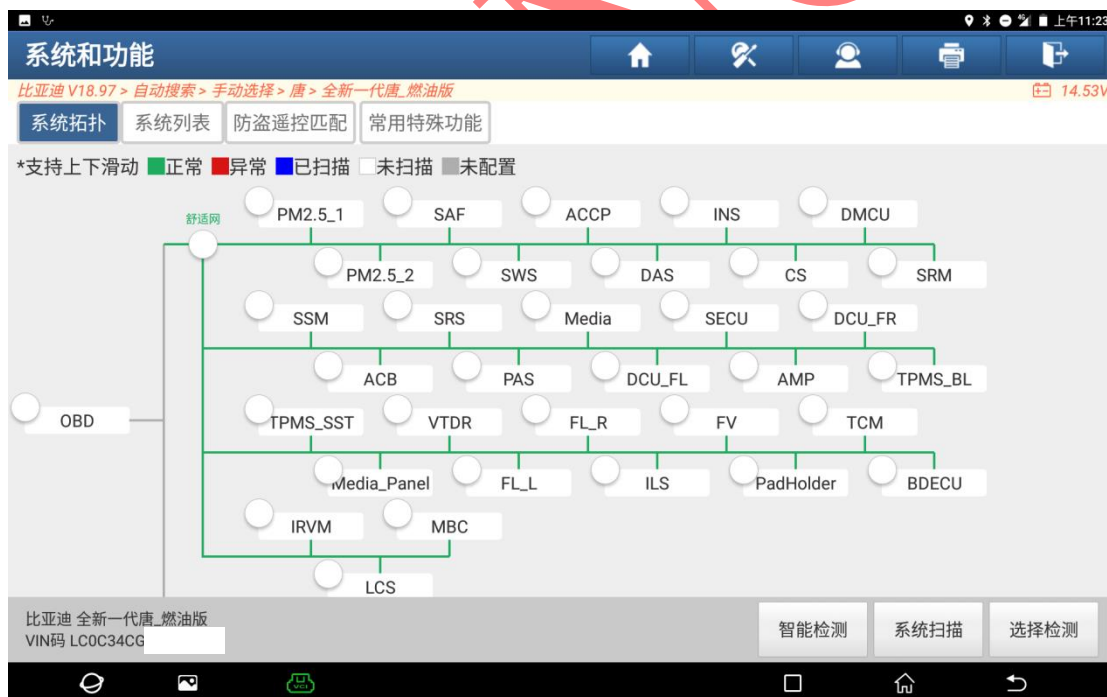 上午11:23
系统和功能
比亚迪 V18.97 > 自动搜索 > 手动选择 > 唐 > 全新一代唐_燃油版
14.53V
系统拓扑 系统列表 防盗遥控匹配 常用特殊功能
*支持上下滑动 正常 异常 已扫描 未扫描 未配置
舒适网
PM2.5_1 SAF ACCP INS DMCU
PM2.5_2 SWS DAS CS SRM
SSM SRS Media SECU DCU_FR
ACB PAS DCU_FL AMP TPMS_BL
OBD
TPMS_SST VTDR FL_R FV TCM
Media_Panel FL_L ILS PadHolder BDECU
IRVM MBC
LCS
比亚迪 全新一代唐_燃油版
VIN码 LC0C34CG
智能检测 系统扫描 选择检测
VCI